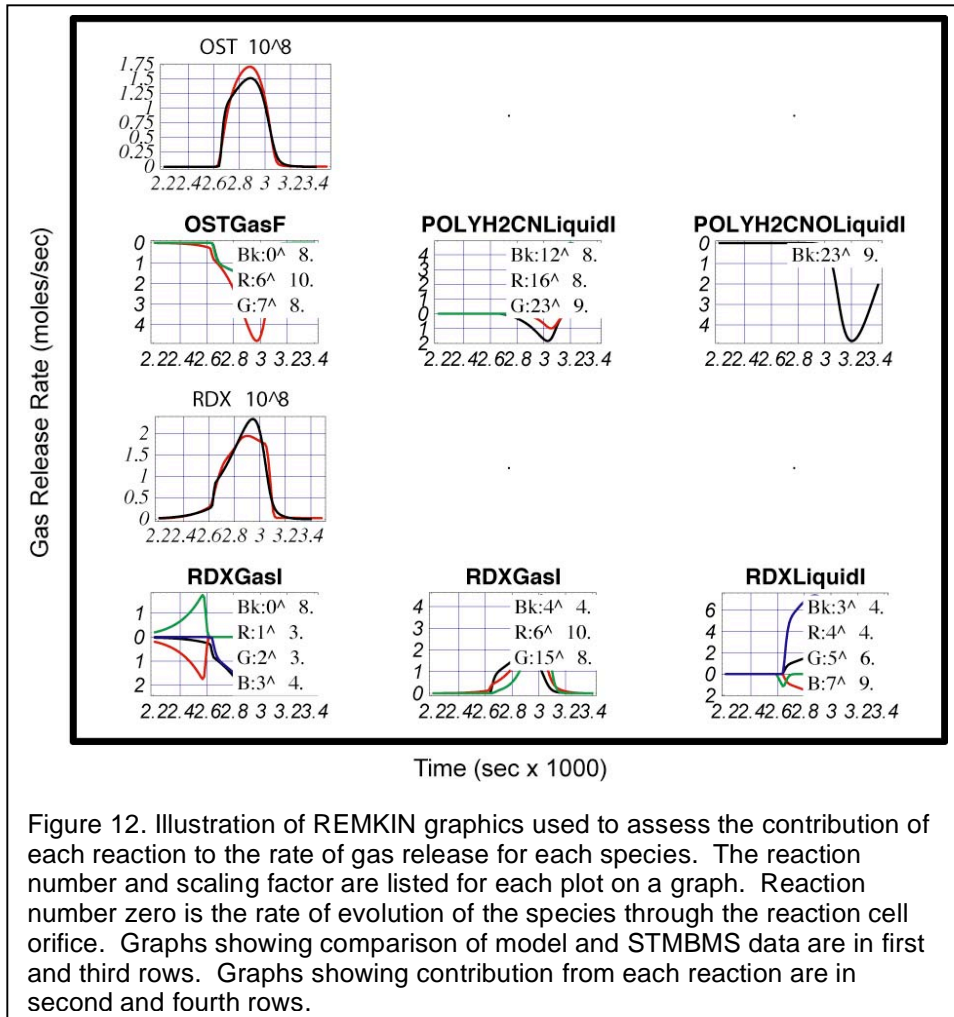 OST 10^8
1.75
1.5
1.25
1
0.75
0.5
0.25
0
2.22.42.62.8 3 3.23.4
OSTGasF
0
1
2
3
4
Bk:0^ 8.
R:6^ 10.
G:7^ 8.
2.22.42.62.8 3 3.23.4
POLYH2CNLiquidI
4
3
2
1
0
1
2
Bk:12^ 8.
R:16^ 8.
G:23^ 9.
2.22.42.62.8 3 3.23.4
POLYH2CNOLiquidI
0
1
2
3
4
Bk:23^ 9.
2.22.42.62.8 3 3.23.4
RDX 10^8
2
1.5
1
0.5
0
2.22.42.62.8 3 3.23.4
RDXGasI
1
0
1
2
Bk:0^ 8.
R:1^ 3.
G:2^ 3.
B:3^ 4.
2.22.42.62.8 3 3.23.4
RDXGasI
4
3
2
1
0
Bk:4^ 4.
R:6^ 10.
G:15^ 8.
2.22.42.62.8 3 3.23.4
RDXLiquidI
6
4
2
0
2
Bk:3^ 4.
R:4^ 4.
G:5^ 6.
B:7^ 9.
2.22.42.62.8 3 3.23.4
Gas Release Rate (moles/sec)
Time (sec x 1000)
Figure 12. Illustration of REMKIN graphics used to assess the contribution of
each reaction to the rate of gas release for each species. The reaction
number and scaling factor are listed for each plot on a graph. Reaction
number zero is the rate of evolution of the species through the reaction cell
orifice. Graphs showing comparison of model and STMBMS data are in first
and third rows. Graphs showing contribution from each reaction are in
second and fourth rows.